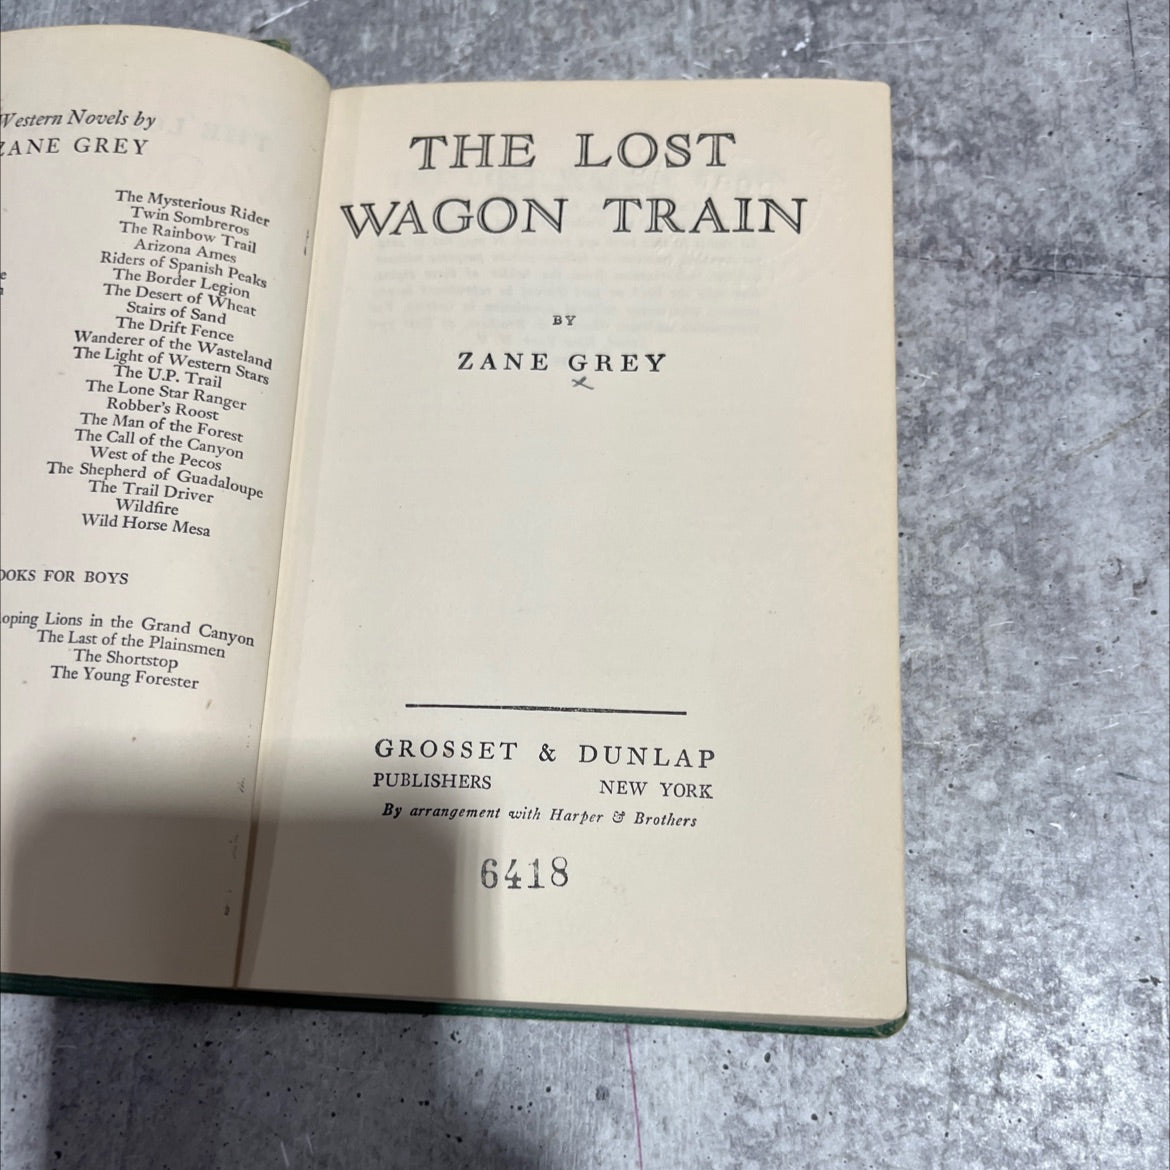 Western Novels by
ZANE GREY
The Mysterious Rider
Twin Sombreros
The Rainbow Trail
Arizona Ames
Riders of Spanish Peaks
The Border Legion
The Desert of Wheat
Stairs of Sand
The Drift Fence
Wanderer of the Wasteland
The Light of Western Stars
The U.P. Trail
The Lone Star Ranger
Robber's Roost
The Man of the Forest
The Call of the Canyon
West of the Pecos
The Shepherd of Guadaloupe
The Trail Driver
Wildfire
Wild Horse Mesa
OOKS FOR BOYS
oping Lions in the Grand Canyon
The Last of the Plainsmen
The Shortstop
The Young Forester
THE LOST
WAGON TRAIN
BY
ZANE GREY
GROSSET & DUNLAP
PUBLISHERS NEW YORK
By arrangement with Harper & Brothers
6418